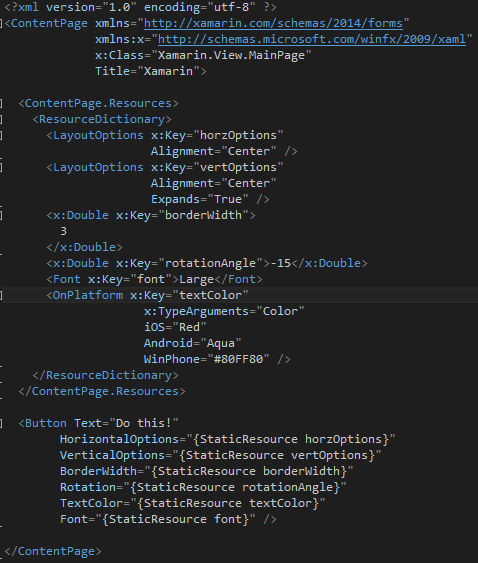 <?xml version="1.0" encoding="utf-8" ?>
<ContentPage xmlns="http://xamarin.com/schemas/2014/forms"
             xmlns:x="http://schemas.microsoft.com/winfx/2009/xaml"
             x:Class="Xamarin.View.MainPage"
             Title="Xamarin">

  <ContentPage.Resources>
    <ResourceDictionary>
      <LayoutOptions x:Key="horzOptions"
                     Alignment="Center" />
      <LayoutOptions x:Key="vertOptions"
                     Alignment="Center"
                     Expands="True" />
      <x:Double x:Key="borderWidth">
        3
      </x:Double>
      <x:Double x:Key="rotationAngle">-15</x:Double>
      <Font x:Key="font">Large</Font>
      <OnPlatform x:Key="textColor"
                    x:TypeArguments="Color"
                    iOS="Red"
                    Android="Aqua"
                    WinPhone="#80FF80" />
    </ResourceDictionary>
  </ContentPage.Resources>

  <Button Text="Do this!"
        HorizontalOptions="{StaticResource horzOptions}"
        VerticalOptions="{StaticResource vertOptions}"
        BorderWidth="{StaticResource borderWidth}"
        Rotation="{StaticResource rotationAngle}"
        TextColor="{StaticResource textColor}"
        Font="{StaticResource font}" />

</ContentPage>